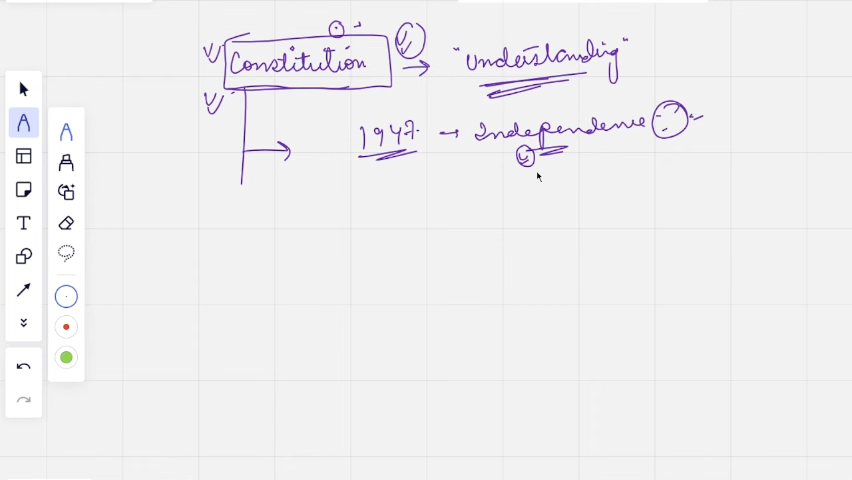 Constitution → "Understanding"
→ 1947 → Independence